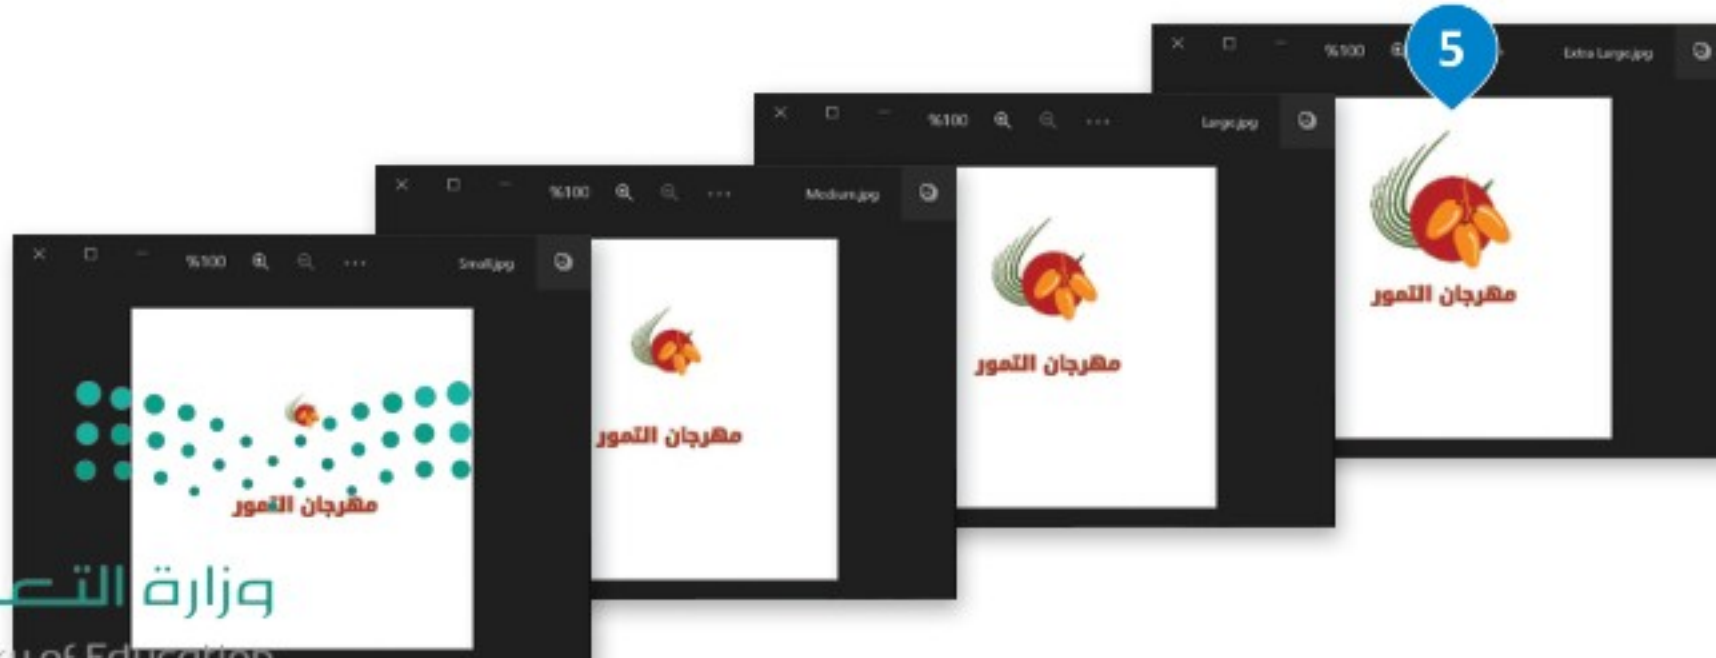 5
%100
Extra Large.jpg
%100
Large.jpg
%100
Medium.jpg
%100
Small.jpg
مهرجان التمور
مهرجان التمور
مهرجان التمور
مهرجان التمور
وزارة التعـ
of Education